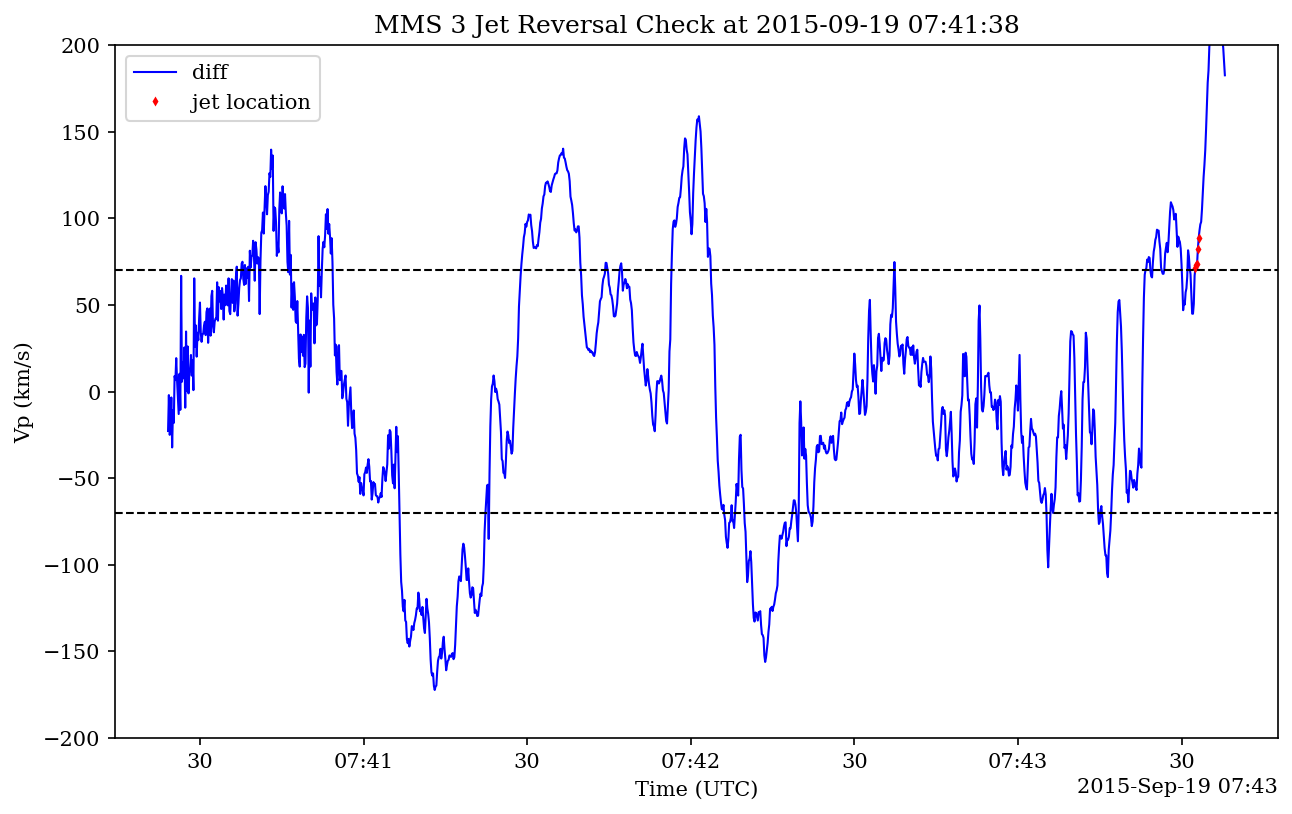 MMS 3 Jet Reversal Check at 2015-09-19 07:41:38
diff
jet location
200
150
100
50
0
−50
−100
−150
−200
Vp (km/s)
30 07:41 30 07:42 30 07:43 30
Time (UTC)
2015-Sep-19 07:43